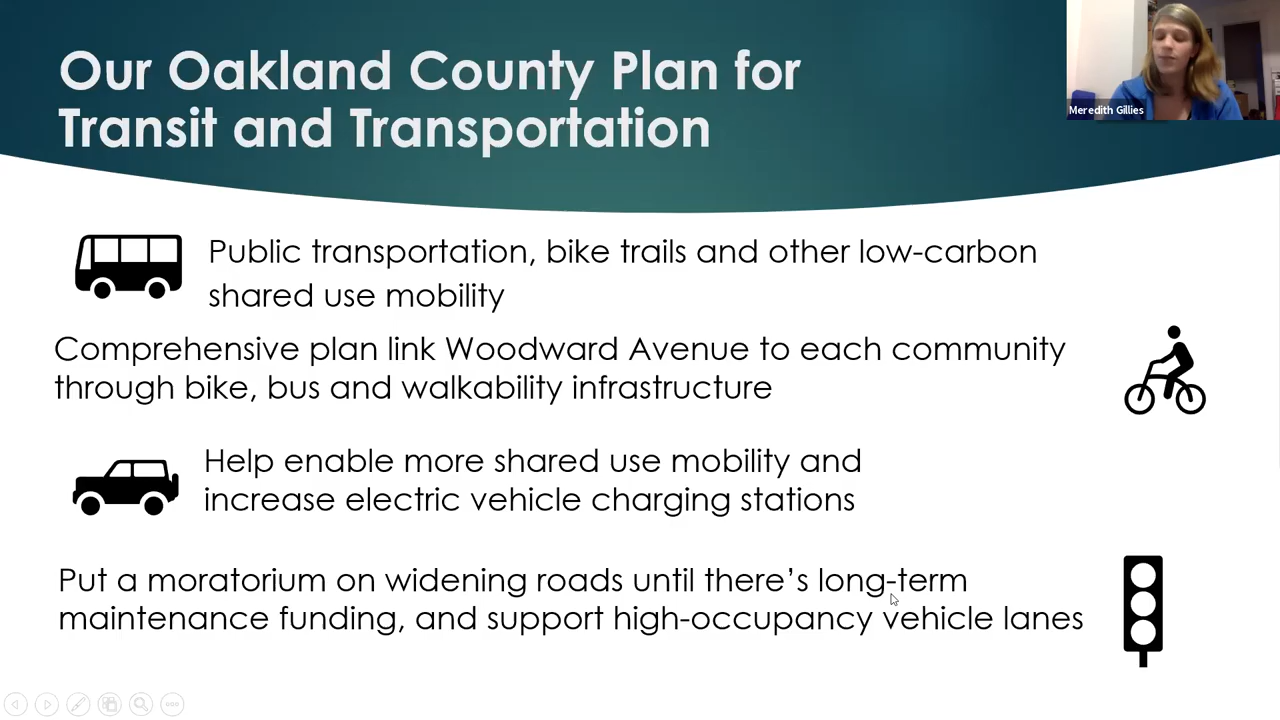 Our Oakland County Plan for
Transit and Transportation
Meredith Gillies
Public transportation, bike trails and other low-carbon
shared use mobility
Comprehensive plan link Woodward Avenue to each community
through bike, bus and walkability infrastructure
Help enable more shared use mobility and
increase electric vehicle charging stations
Put a moratorium on widening roads until there’s long-term
maintenance funding, and support high-occupancy vehicle lanes